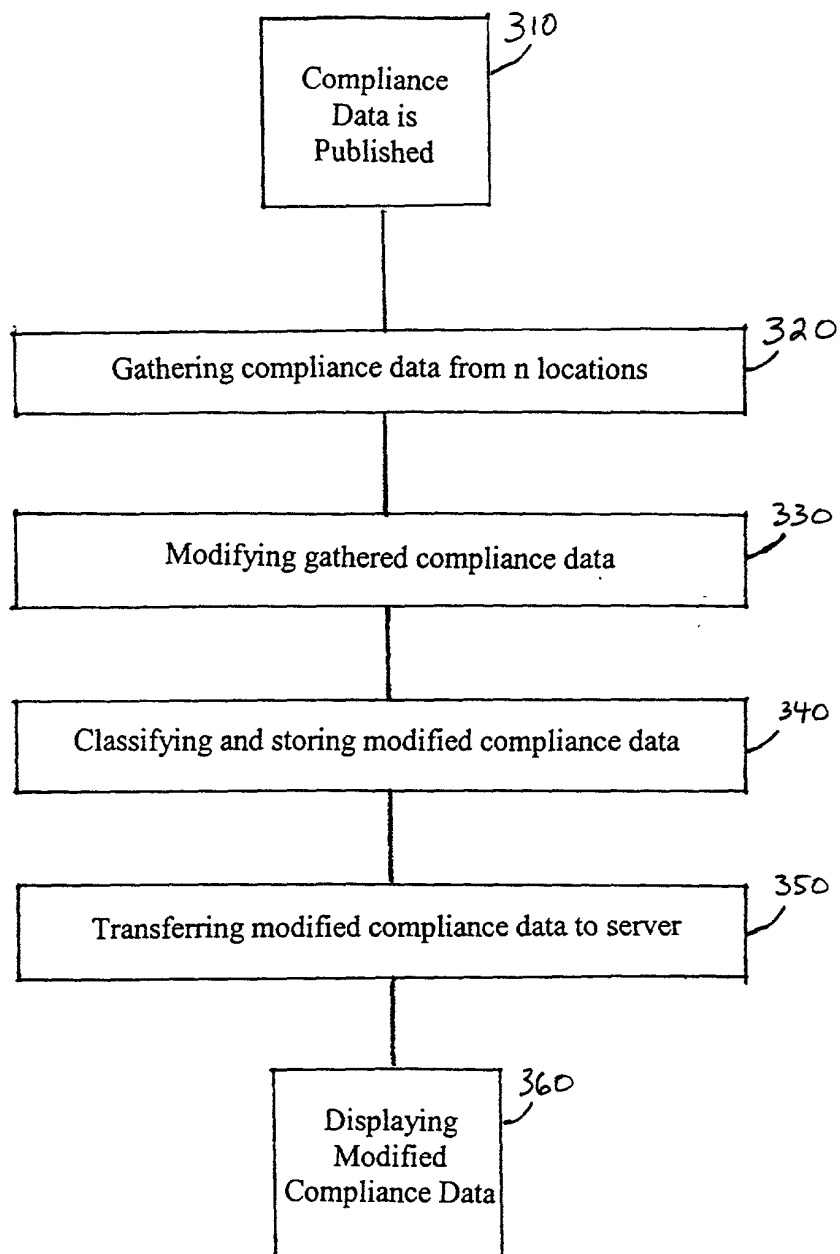 310
Compliance
Data is
Published
320
Gathering compliance data from n locations
330
Modifying gathered compliance data
340
Classifying and storing modified compliance data
350
Transferring modified compliance data to server
360
Displaying
Modified
Compliance Data